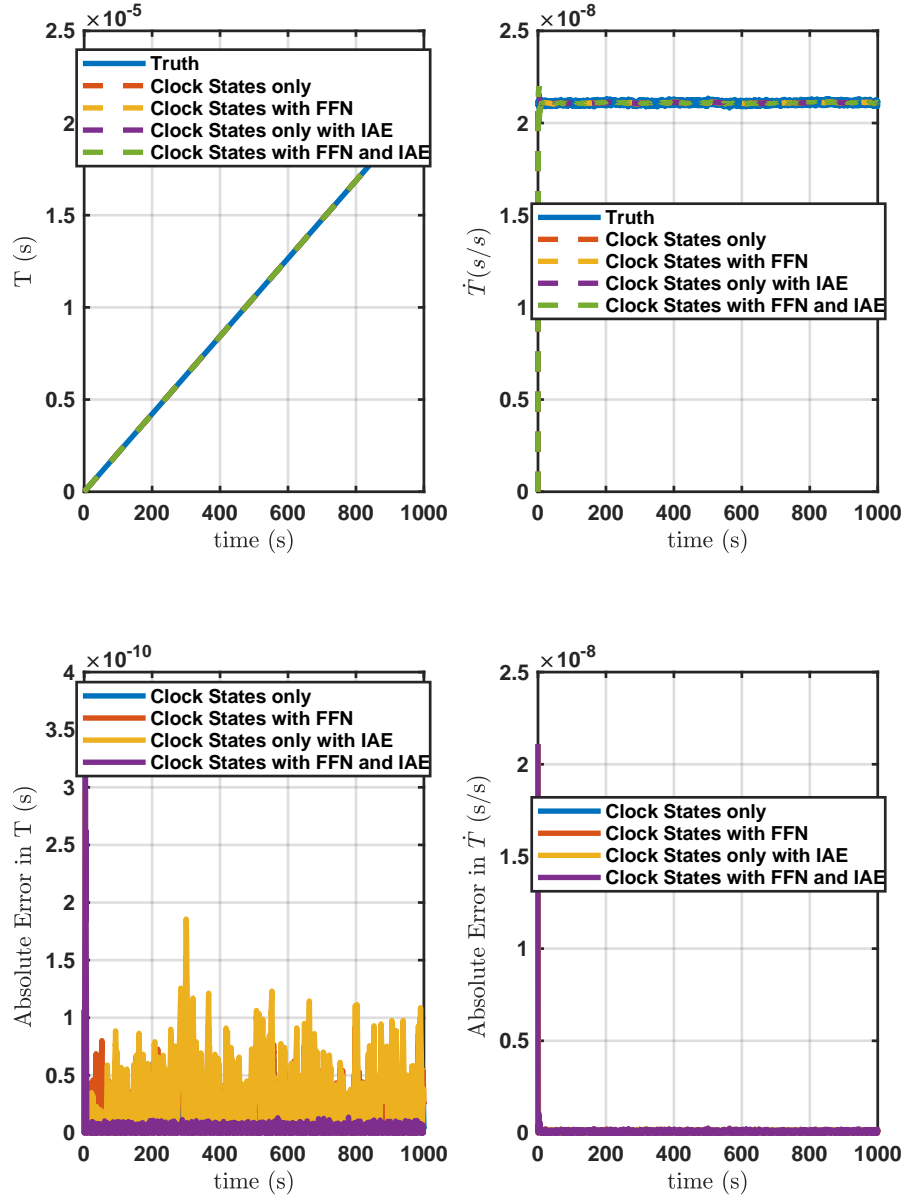 ×10-5
2.5
2
1.5
1
0.5
0
T (s)
Truth
Clock States only
Clock States with FFN
Clock States only with IAE
Clock States with FFN and IAE
0 200 400 600 800 1000
time (s)
×10-8
2.5
2
1.5
1
0.5
0
Ṫ(s/s)
Truth
Clock States only
Clock States with FFN
Clock States only with IAE
Clock States with FFN and IAE
0 200 400 600 800 1000
time (s)
×10-10
4
3.5
3
2.5
2
1.5
1
0.5
0
Absolute Error in T (s)
Clock States only
Clock States with FFN
Clock States only with IAE
Clock States with FFN and IAE
0 200 400 600 800 1000
time (s)
×10-8
2.5
2
1.5
1
0.5
0
Absolute Error in Ṫ (s/s)
Clock States only
Clock States with FFN
Clock States only with IAE
Clock States with FFN and IAE
0 200 400 600 800 1000
time (s)